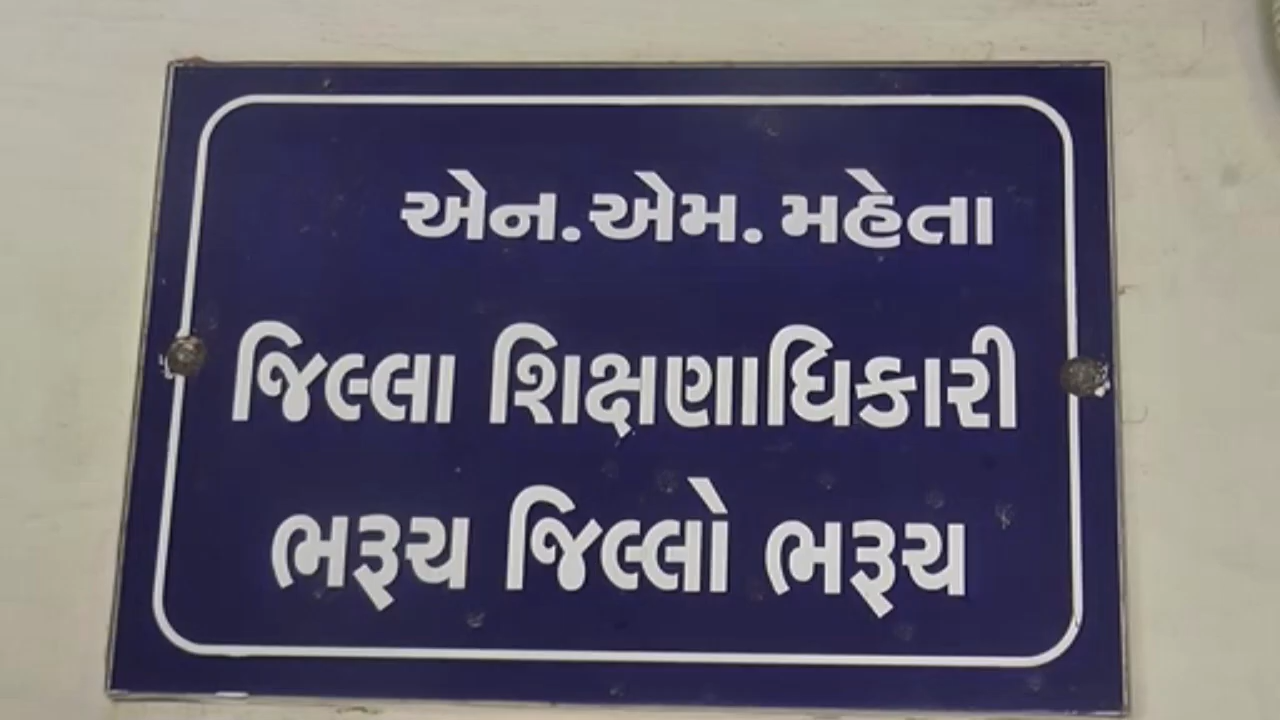 એન.એમ. મહેતા
જિલ્લા શિક્ષણાધિકારી
ભરૂચ જિલ્લો ભરૂચ